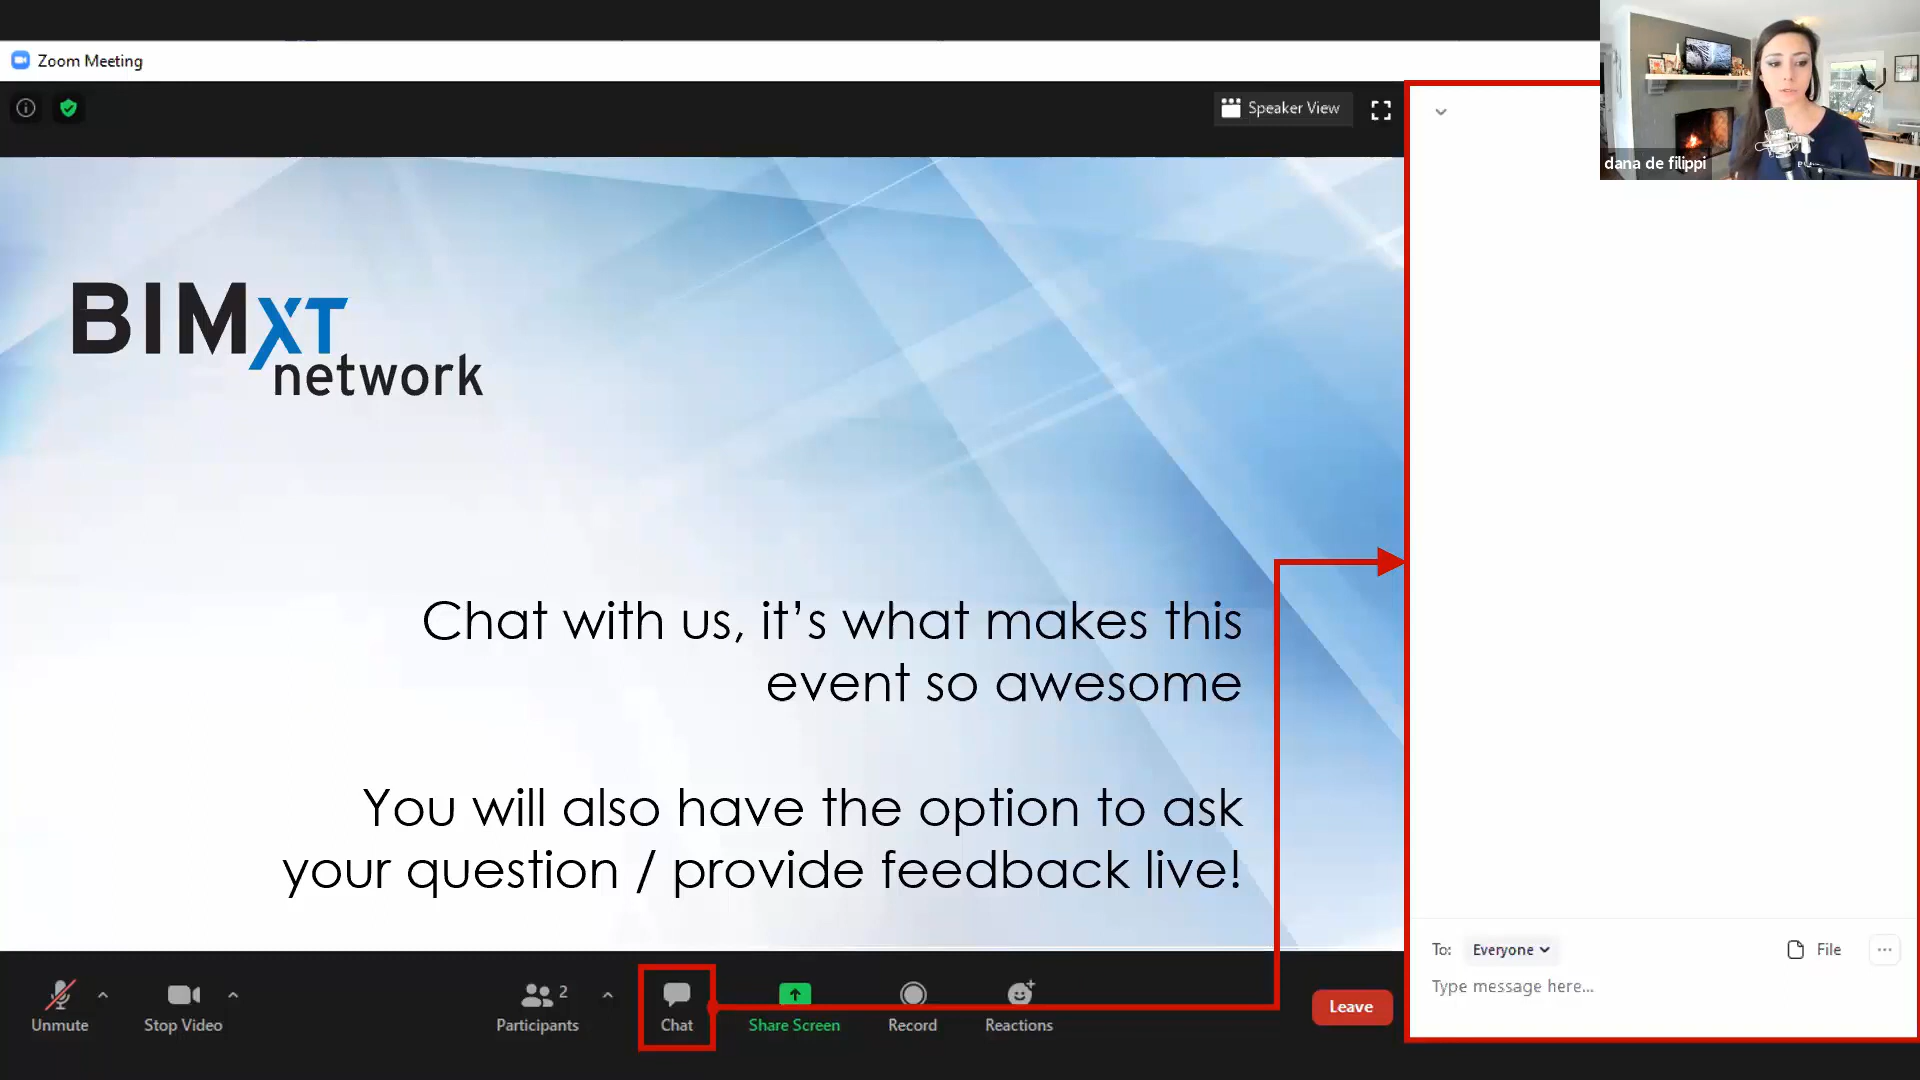 Zoom Meeting
Speaker View
dana de filippi
BIMXT
network
Chat with us, it's what makes this
event so awesome
You will also have the option to ask
your question / provide feedback live!
To: Everyone
File
Type message here...
Unmute
Stop Video
2
Participants
Chat
Share Screen
Record
Reactions
Leave